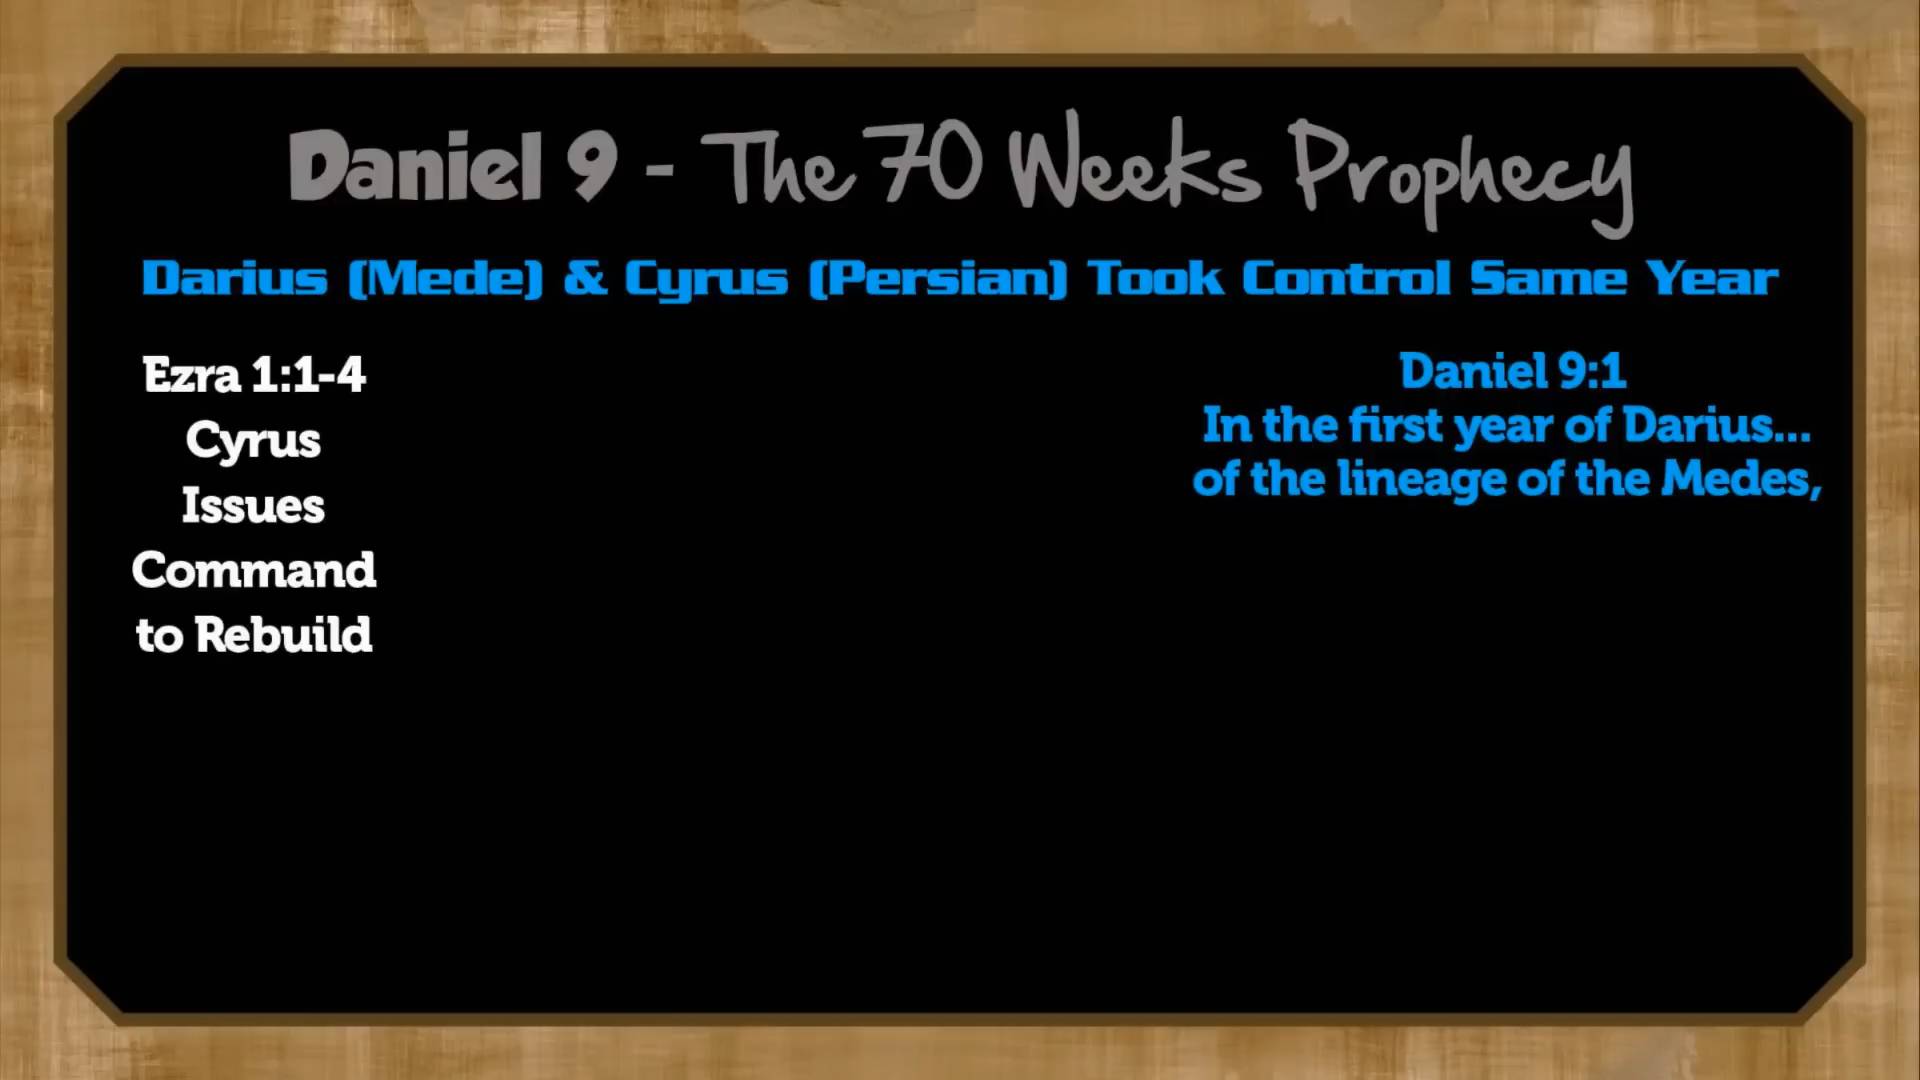 Daniel 9 - The 70 Weeks Prophecy
Darius (Mede) & Cyrus (Persian) Took Control Same Year
Ezra 1:1-4
Cyrus
Issues
Command
to Rebuild
Daniel 9:1
In the first year of Darius...
of the lineage of the Medes,